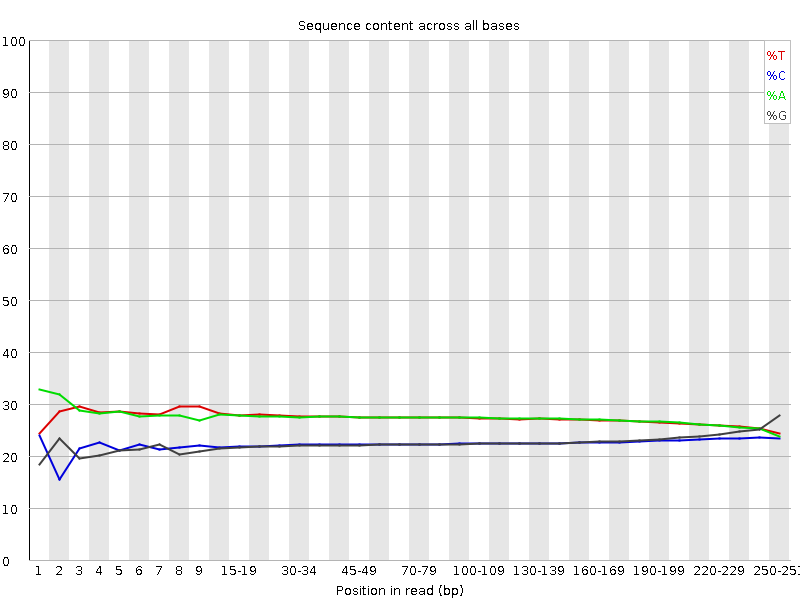 Sequence content across all bases
100
90
80
70
60
50
40
30
20
10
0
%T
%C
%A
%G
1 2 3 4 5 6 7 8 9 15-19 30-34 45-49 70-79 100-109 130-139 160-169 190-199 220-229 250-251
Position in read (bp)